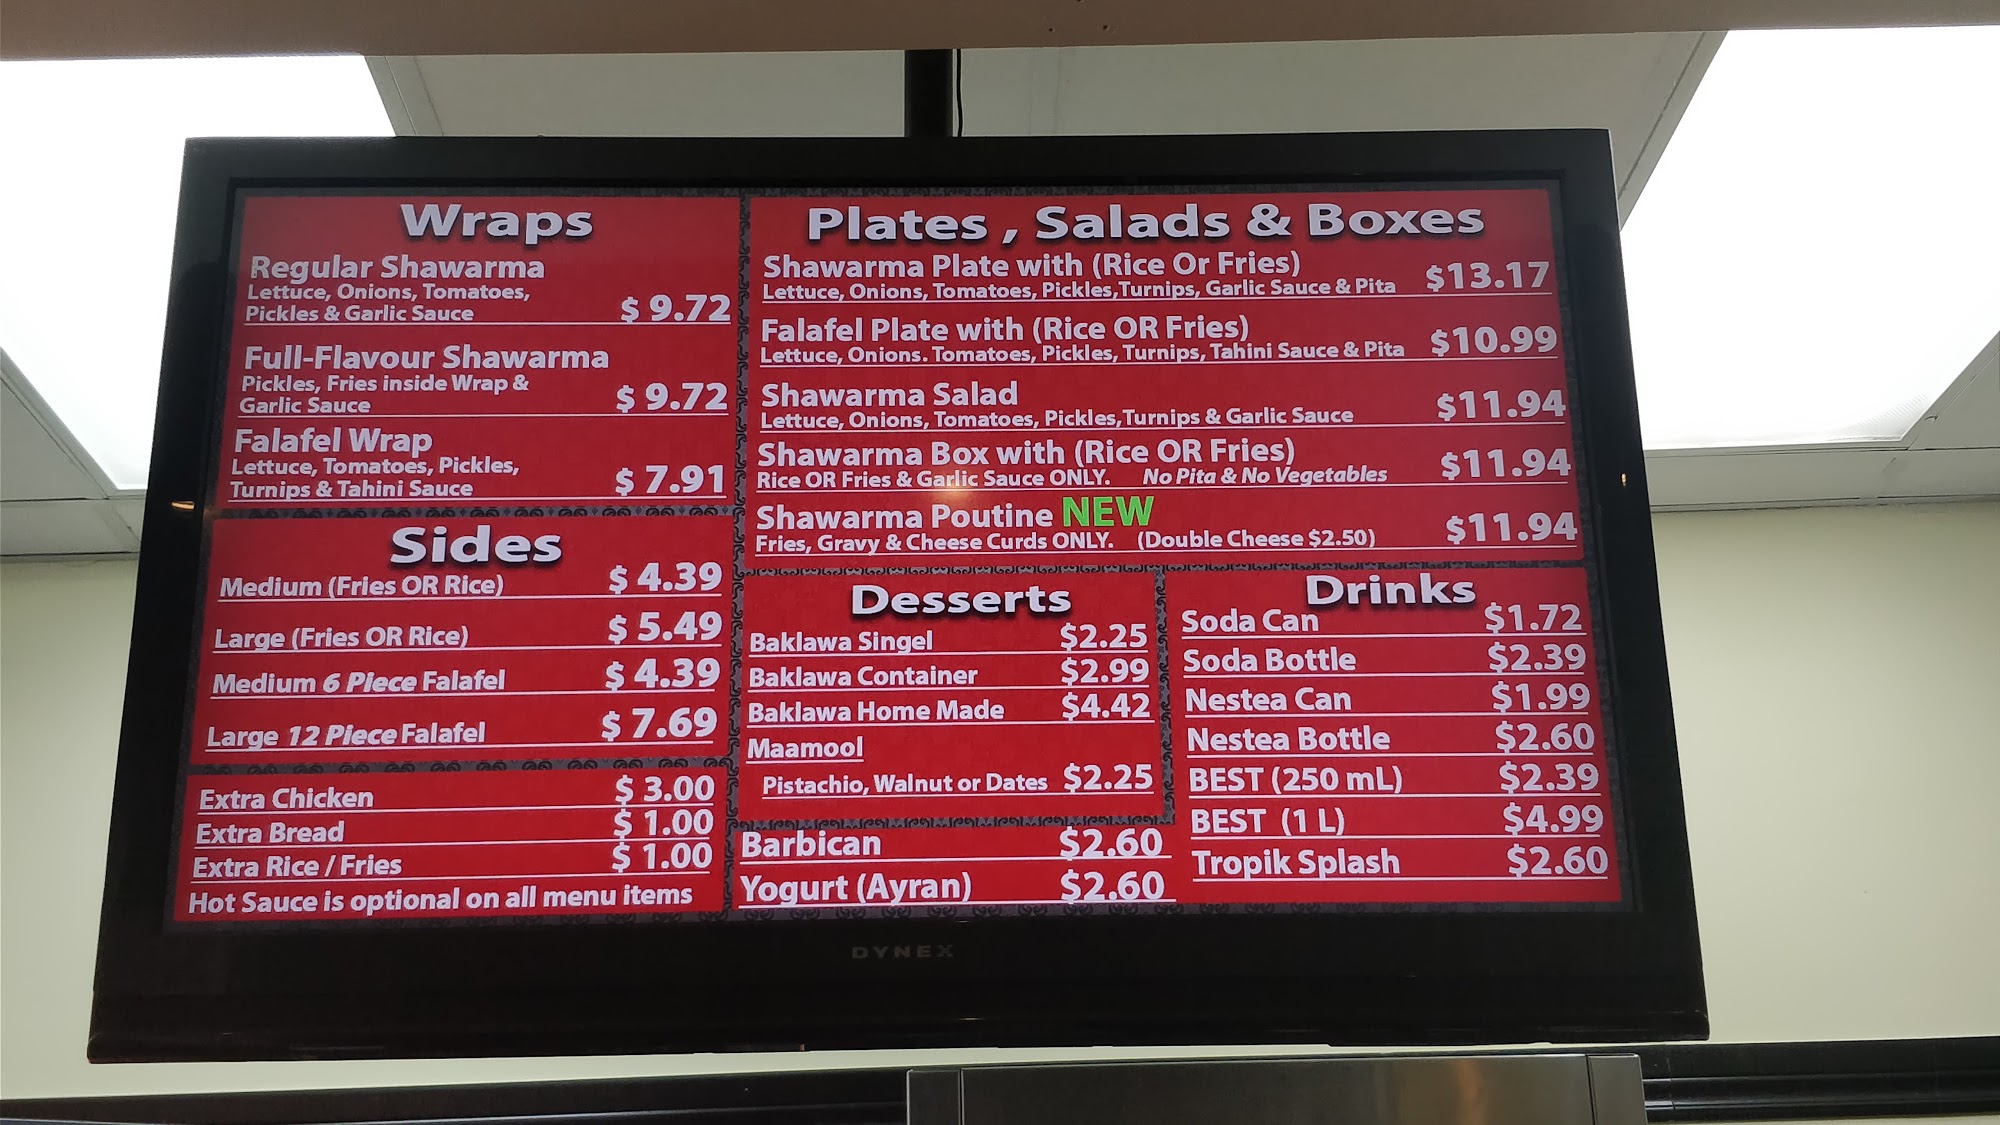 Wraps
Regular Shawarma
Lettuce, Onions, Tomatoes,
Pickles & Garlic Sauce $ 9.72
Full-Flavour Shawarma
Pickles, Fries inside Wrap &
Garlic Sauce $ 9.72
Falafel Wrap
Lettuce, Tomatoes, Pickles,
Turnips & Tahini Sauce $ 7.91
Sides
Medium (Fries OR Rice) $ 4.39
Large (Fries OR Rice) $ 5.49
Medium 6 Piece Falafel $ 4.39
Large 12 Piece Falafel $ 7.69
Extra Chicken $ 3.00
Extra Bread $ 1.00
Extra Rice / Fries $ 1.00
Hot Sauce is optional on all menu items
Plates , Salads & Boxes
Shawarma Plate with (Rice Or Fries) $13.17
Lettuce, Onions, Tomatoes, Pickles,Turnips, Garlic Sauce & Pita
Falafel Plate with (Rice OR Fries) $10.99
Lettuce, Onions. Tomatoes, Pickles, Turnips, Tahini Sauce & Pita
Shawarma Salad $11.94
Lettuce, Onions, Tomatoes, Pickles,Turnips & Garlic Sauce
Shawarma Box with (Rice OR Fries) $11.94
Rice OR Fries & Garlic Sauce ONLY. No Pita & No Vegetables
Shawarma Poutine NEW $11.94
Fries, Gravy & Cheese Curds ONLY. (Double Cheese $2.50)
Desserts
Baklawa Singel $2.25
Baklawa Container $2.99
Baklawa Home Made $4.42
Maamool
Pistachio, Walnut or Dates $2.25
Barbican $2.60
Yogurt (Ayran) $2.60
Drinks
Soda Can $1.72
Soda Bottle $2.39
Nestea Can $1.99
Nestea Bottle $2.60
BEST (250 mL) $2.39
BEST (1 L) $4.99
Tropik Splash $2.60
DYNEX